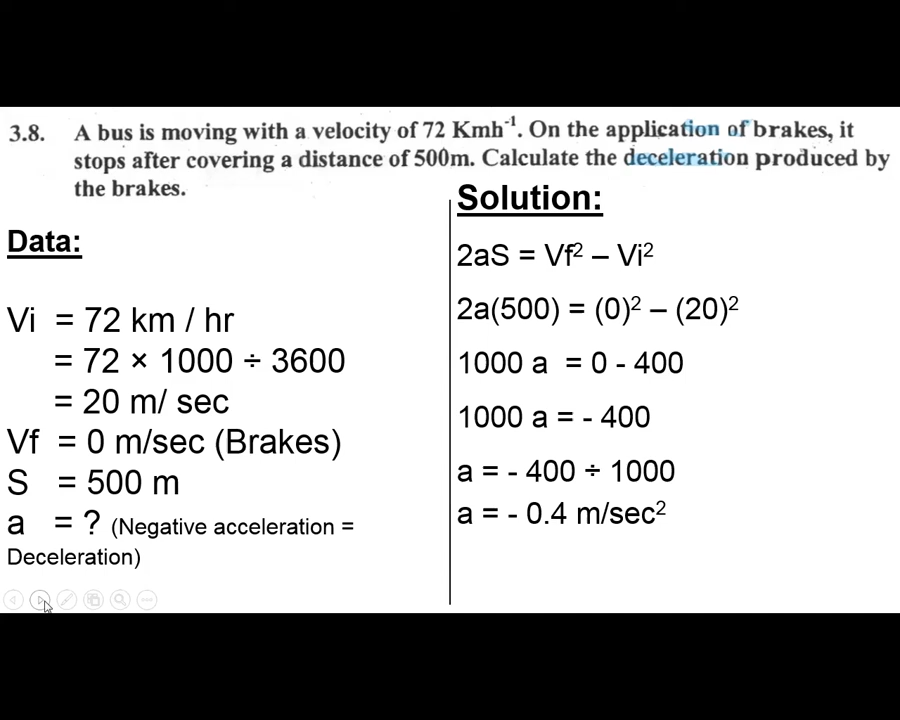 3.8. A bus is moving with a velocity of 72 Kmh⁻¹. On the application of brakes, it
stops after covering a distance of 500m. Calculate the deceleration produced by
the brakes.
Data:
Vi = 72 km / hr
= 72 × 1000 ÷ 3600
= 20 m/ sec
Vf = 0 m/sec (Brakes)
S = 500 m
a = ? (Negative acceleration =
Deceleration)
Solution:
2aS = Vf² – Vi²
2a(500) = (0)² – (20)²
1000 a = 0 - 400
1000 a = - 400
a = - 400 ÷ 1000
a = - 0.4 m/sec²